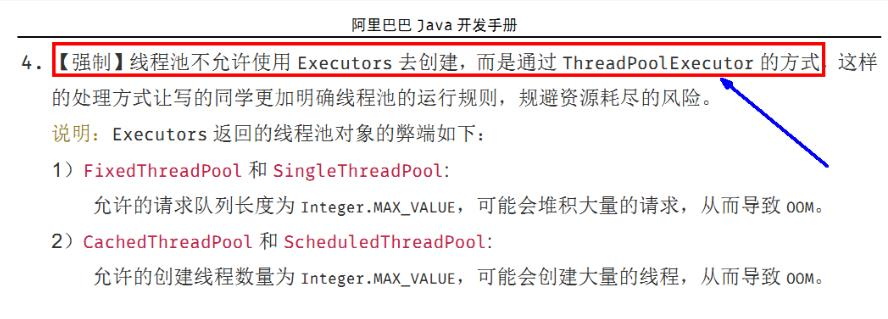 阿里巴巴 Java 开发手册
4. 【强制】线程池不允许使用 Executors 去创建，而是通过 ThreadPoolExecutor 的方式，这样
的处理方式让写的同学更加明确线程池的运行规则，规避资源耗尽的风险。
说明：Executors 返回的线程池对象的弊端如下：
1）FixedThreadPool 和 SingleThreadPool:
允许的请求队列长度为 Integer.MAX_VALUE，可能会堆积大量的请求，从而导致 OOM。
2）CachedThreadPool 和 ScheduledThreadPool:
允许的创建线程数量为 Integer.MAX_VALUE，可能会创建大量的线程，从而导致 OOM。